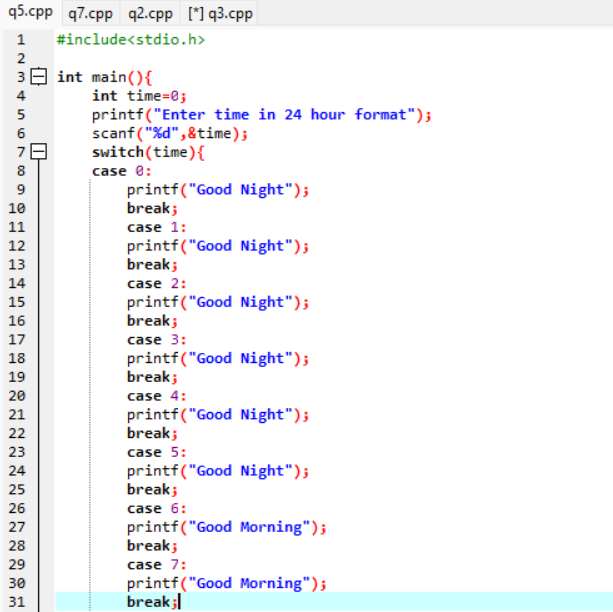 q5.cpp q7.cpp q2.cpp [*] q3.cpp
1 #include<stdio.h>
2
3 int main(){
4 int time=0;
5 printf("Enter time in 24 hour format");
6 scanf("%d",&time);
7 switch(time){
8 case 0:
9 printf("Good Night");
10 break;
11 case 1:
12 printf("Good Night");
13 break;
14 case 2:
15 printf("Good Night");
16 break;
17 case 3:
18 printf("Good Night");
19 break;
20 case 4:
21 printf("Good Night");
22 break;
23 case 5:
24 printf("Good Night");
25 break;
26 case 6:
27 printf("Good Morning");
28 break;
29 case 7:
30 printf("Good Morning");
31 break;